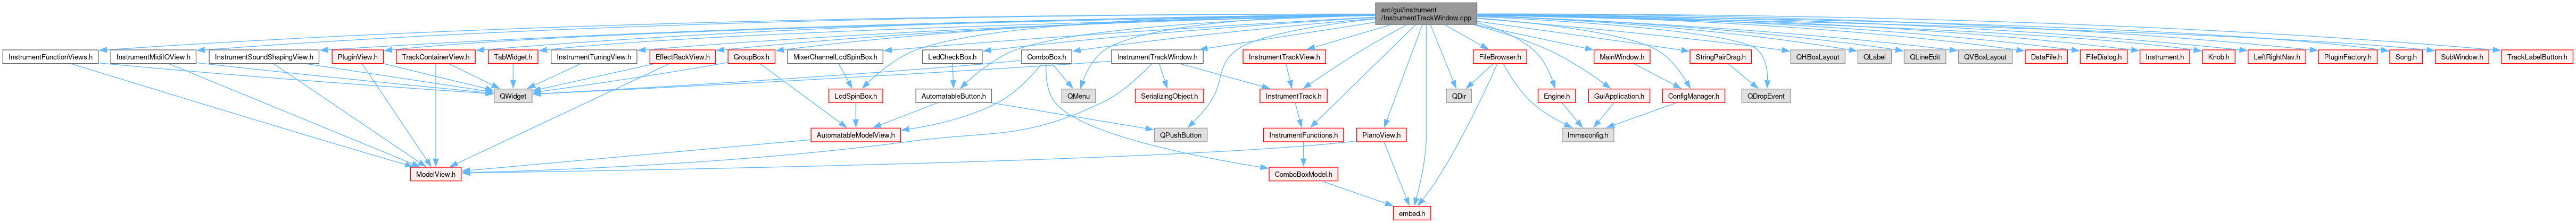 src/gui/instrument
/InstrumentTrackWindow.cpp
InstrumentFunctionViews.h
InstrumentMidiIOView.h
InstrumentSoundShapingView.h
PluginView.h
TrackContainerView.h
TabWidget.h
InstrumentTuningView.h
EffectRackView.h
GroupBox.h
MixerChannelLcdSpinBox.h
LedCheckBox.h
ComboBox.h
InstrumentTrackWindow.h
InstrumentTrackView.h
FileBrowser.h
MainWindow.h
StringPairDrag.h
QHBoxLayout
QLabel
QLineEdit
QVBoxLayout
DataFile.h
FileDialog.h
Instrument.h
Knob.h
LeftRightNav.h
PluginFactory.h
Song.h
SubWindow.h
TrackLabelButton.h
QWidget
LcdSpinBox.h
AutomatableButton.h
QMenu
SerializingObject.h
InstrumentTrack.h
QDir
Engine.h
GuiApplication.h
ConfigManager.h
QDropEvent
AutomatableModelView.h
QPushButton
InstrumentFunctions.h
PianoView.h
lmmsconfig.h
ModelView.h
ComboBoxModel.h
embed.h